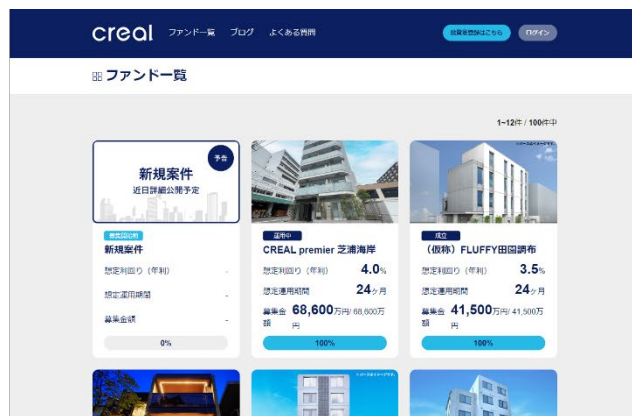 creal ファンド一覧 ブログ よくある質問 投資家登録はこちら ログイン
ファンド一覧
1~12件 / 100件中
予告
新規案件
近日詳細公開予定
募集開始前
新規案件
想定利回り（年利） -
想定運用期間 -
募集金額 -
0%
運用中
CREAL premier 芝浦海岸
想定利回り（年利） 4.0%
想定運用期間 24ヶ月
募集金額 68,600万円/ 68,600万円
100%
成立
（仮称）FLUFFY田園調布
想定利回り（年利） 3.5%
想定運用期間 24ヶ月
募集金額 41,500万円/ 41,500万円
100%